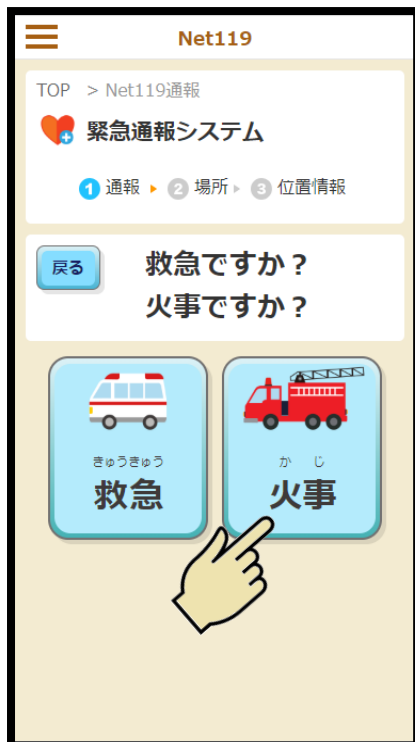 Net119
TOP > Net119通報
緊急通報システム
1 通報 ▶ 2 場所 ▶ 3 位置情報
戻る
救急ですか？
火事ですか？
きゅうきゅう
救急
かじ
火事